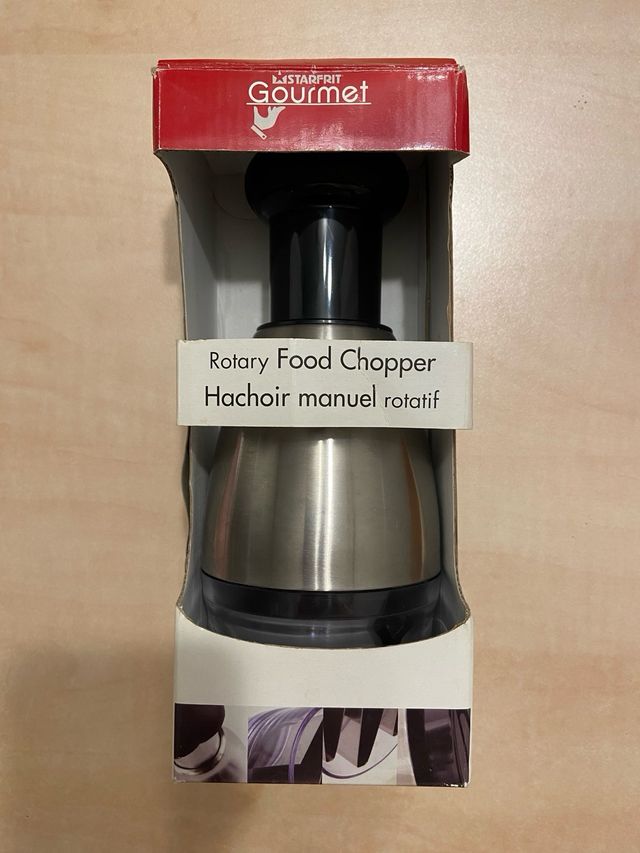 STARFRIT
Gourmet
Rotary Food Chopper
Hachoir manuel rotatif